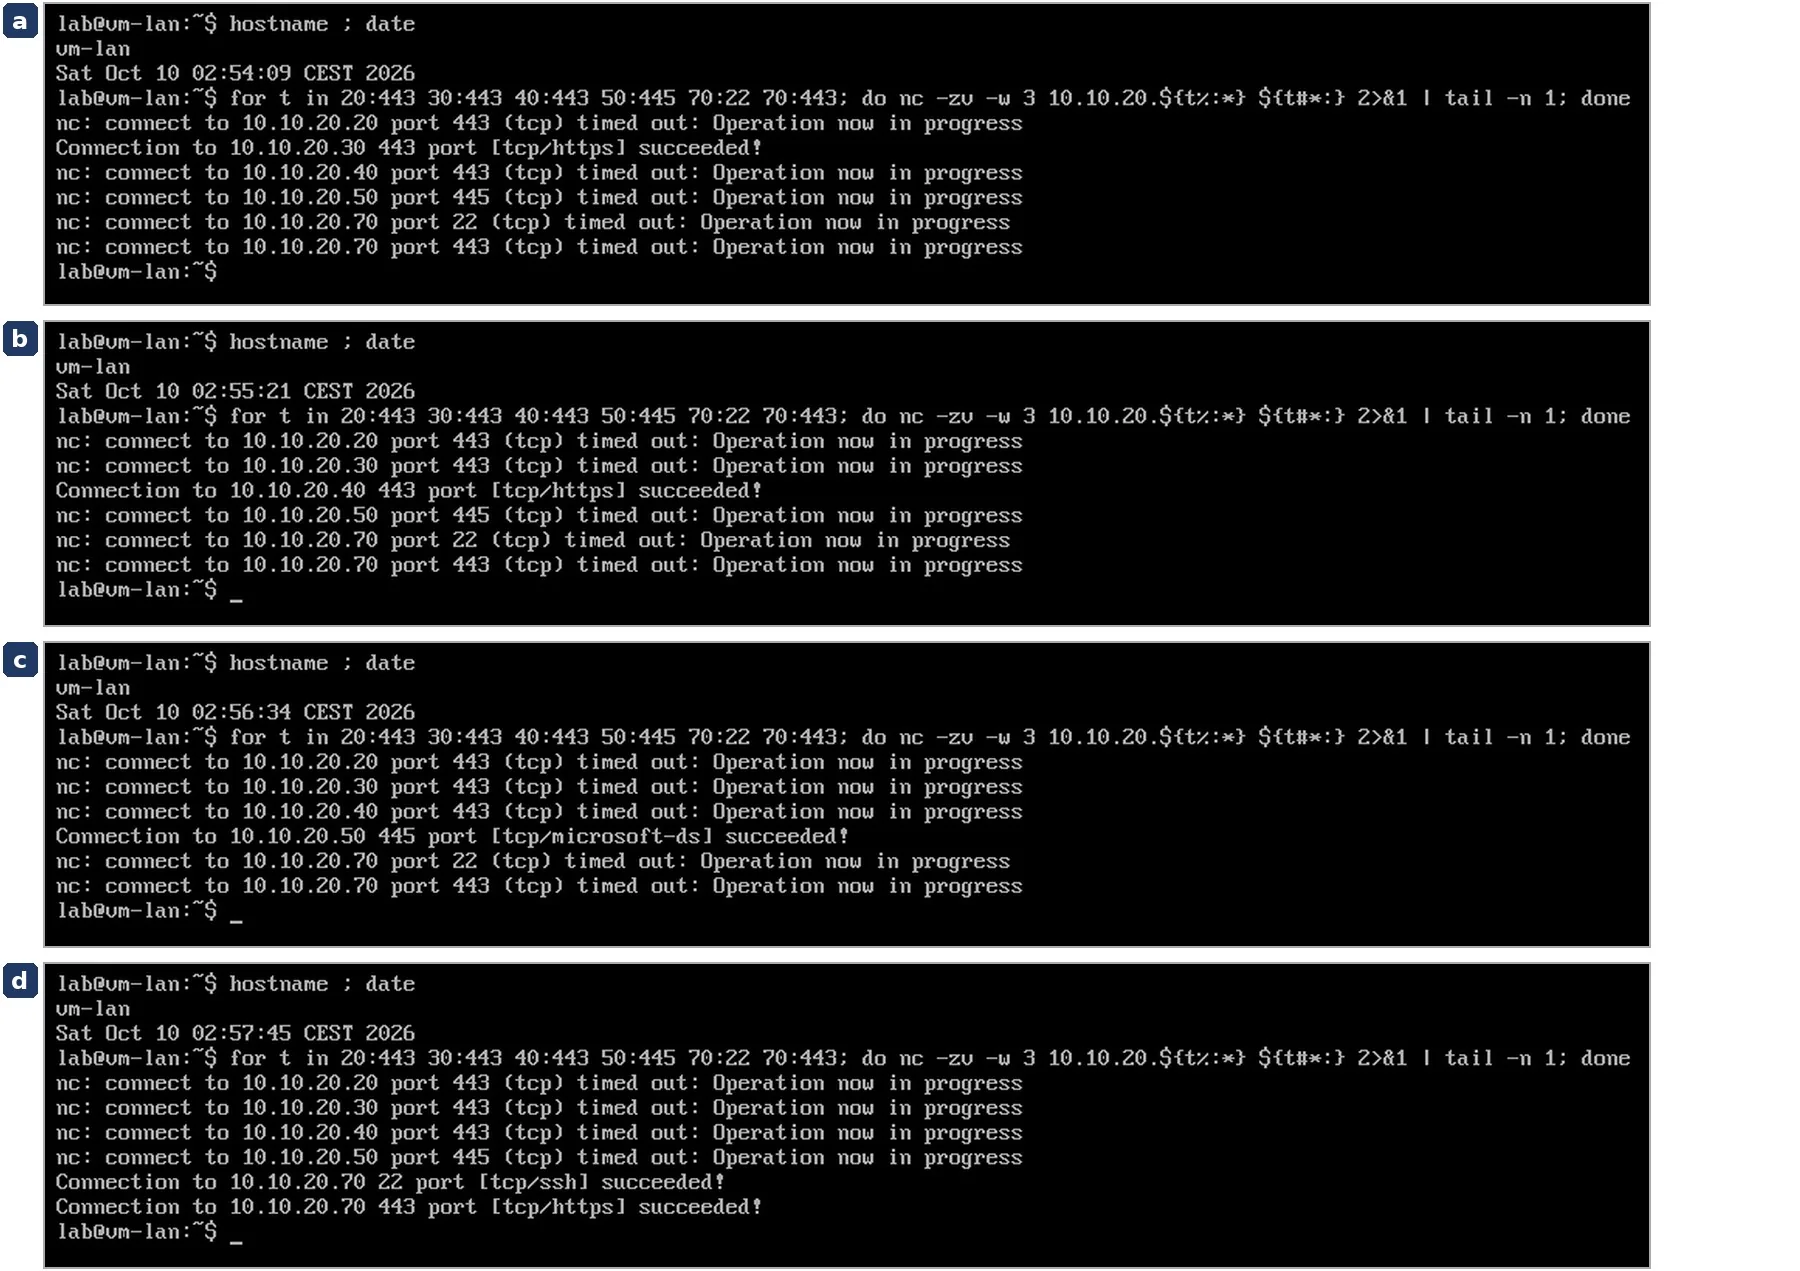 a
lab@vm-lan:~$ hostname ; date
vm-lan
Sat Oct 10 02:54:09 CEST 2026
lab@vm-lan:~$ for t in 20:443 30:443 40:443 50:445 70:22 70:443; do nc -zv -w 3 10.10.20.${t%:*} ${t#*:} 2>&1 | tail -n 1; done
nc: connect to 10.10.20.20 port 443 (tcp) timed out: Operation now in progress
Connection to 10.10.20.30 443 port [tcp/https] succeeded!
nc: connect to 10.10.20.40 port 443 (tcp) timed out: Operation now in progress
nc: connect to 10.10.20.50 port 445 (tcp) timed out: Operation now in progress
nc: connect to 10.10.20.70 port 22 (tcp) timed out: Operation now in progress
nc: connect to 10.10.20.70 port 443 (tcp) timed out: Operation now in progress
lab@vm-lan:~$
b
lab@vm-lan:~$ hostname ; date
vm-lan
Sat Oct 10 02:55:21 CEST 2026
lab@vm-lan:~$ for t in 20:443 30:443 40:443 50:445 70:22 70:443; do nc -zv -w 3 10.10.20.${t%:*} ${t#*:} 2>&1 | tail -n 1; done
nc: connect to 10.10.20.20 port 443 (tcp) timed out: Operation now in progress
nc: connect to 10.10.20.30 port 443 (tcp) timed out: Operation now in progress
Connection to 10.10.20.40 443 port [tcp/https] succeeded!
nc: connect to 10.10.20.50 port 445 (tcp) timed out: Operation now in progress
nc: connect to 10.10.20.70 port 22 (tcp) timed out: Operation now in progress
nc: connect to 10.10.20.70 port 443 (tcp) timed out: Operation now in progress
lab@vm-lan:~$ _
c
lab@vm-lan:~$ hostname ; date
vm-lan
Sat Oct 10 02:56:34 CEST 2026
lab@vm-lan:~$ for t in 20:443 30:443 40:443 50:445 70:22 70:443; do nc -zv -w 3 10.10.20.${t%:*} ${t#*:} 2>&1 | tail -n 1; done
nc: connect to 10.10.20.20 port 443 (tcp) timed out: Operation now in progress
nc: connect to 10.10.20.30 port 443 (tcp) timed out: Operation now in progress
nc: connect to 10.10.20.40 port 443 (tcp) timed out: Operation now in progress
Connection to 10.10.20.50 445 port [tcp/microsoft-ds] succeeded!
nc: connect to 10.10.20.70 port 22 (tcp) timed out: Operation now in progress
nc: connect to 10.10.20.70 port 443 (tcp) timed out: Operation now in progress
lab@vm-lan:~$ _
d
lab@vm-lan:~$ hostname ; date
vm-lan
Sat Oct 10 02:57:45 CEST 2026
lab@vm-lan:~$ for t in 20:443 30:443 40:443 50:445 70:22 70:443; do nc -zv -w 3 10.10.20.${t%:*} ${t#*:} 2>&1 | tail -n 1; done
nc: connect to 10.10.20.20 port 443 (tcp) timed out: Operation now in progress
nc: connect to 10.10.20.30 port 443 (tcp) timed out: Operation now in progress
nc: connect to 10.10.20.40 port 443 (tcp) timed out: Operation now in progress
nc: connect to 10.10.20.50 port 445 (tcp) timed out: Operation now in progress
Connection to 10.10.20.70 22 port [tcp/ssh] succeeded!
Connection to 10.10.20.70 443 port [tcp/https] succeeded!
lab@vm-lan:~$ _